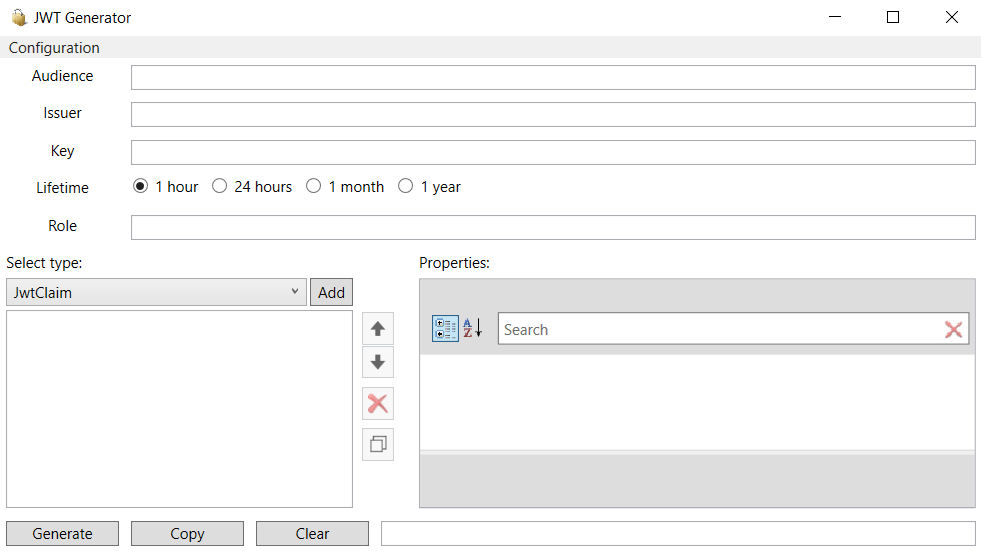 JWT Generator
Configuration
Audience
Issuer
Key
Lifetime 1 hour 24 hours 1 month 1 year
Role
Select type: Properties:
JwtClaim Add
A Z Search
Generate Copy Clear